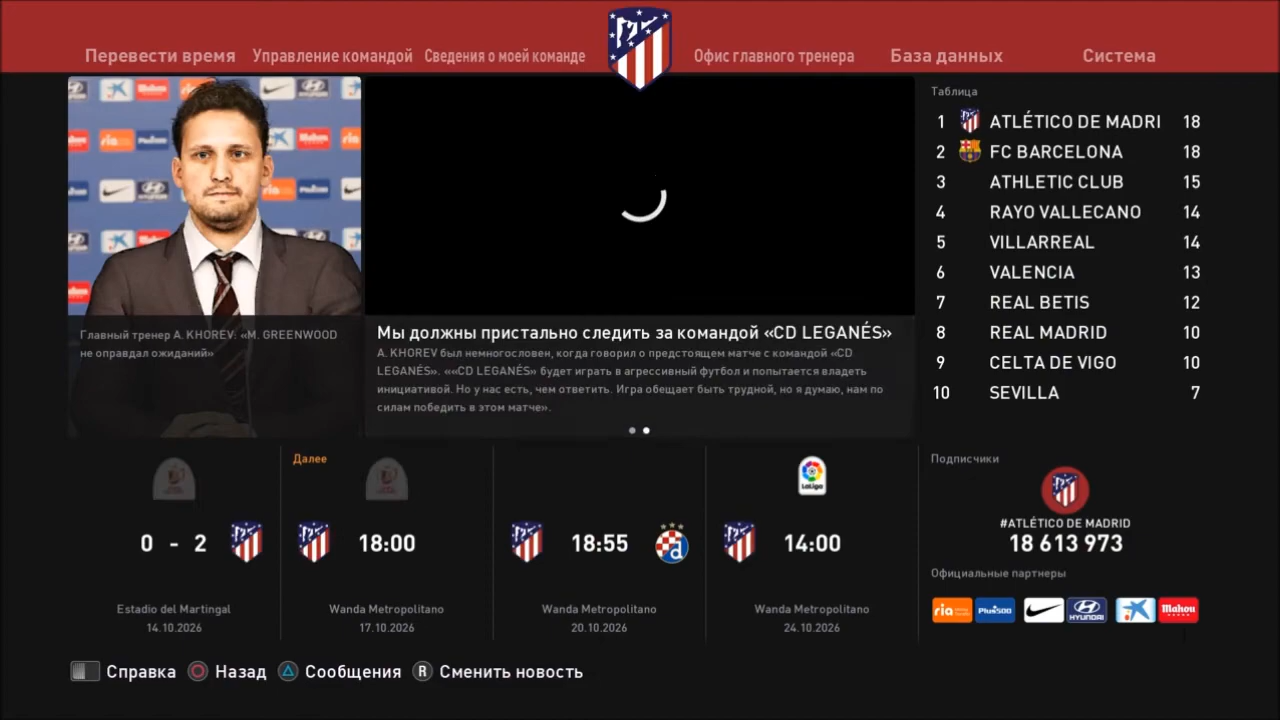 Перевести время
Управление командой
Сведения о моей команде
Офис главного тренера
База данных
Система
Главный тренер A. KHOREV: «M. GREENWOOD
не оправдал ожиданий»
Мы должны пристально следить за командой «CD LEGANÉS»
A. KHOREV был немногословен, когда говорил о предстоящем матче с командой «CD
LEGANÉS». ««CD LEGANÉS» будет играть в агрессивный футбол и попытается владеть
инициативой. Но у нас есть, чем ответить. Игра обещает быть трудной, но я думаю, нам по
силам победить в этом матче».
Таблица
1 ATLÉTICO DE MADRI 18
2 FC BARCELONA 18
3 ATHLETIC CLUB 15
4 RAYO VALLECANO 14
5 VILLARREAL 14
6 VALENCIA 13
7 REAL BETIS 12
8 REAL MADRID 10
9 CELTA DE VIGO 10
10 SEVILLA 7
0 - 2
Estadio del Martingal
14.10.2026
Далее
18:00
Wanda Metropolitano
17.10.2026
18:55
Wanda Metropolitano
20.10.2026
LaLiga
14:00
Wanda Metropolitano
24.10.2026
Подписчики
#ATLÉTICO DE MADRID
18 613 973
Официальные партнеры
ria
Plus500
HYUNDAI
Mahou
Справка
Назад
Сообщения
R Сменить новость